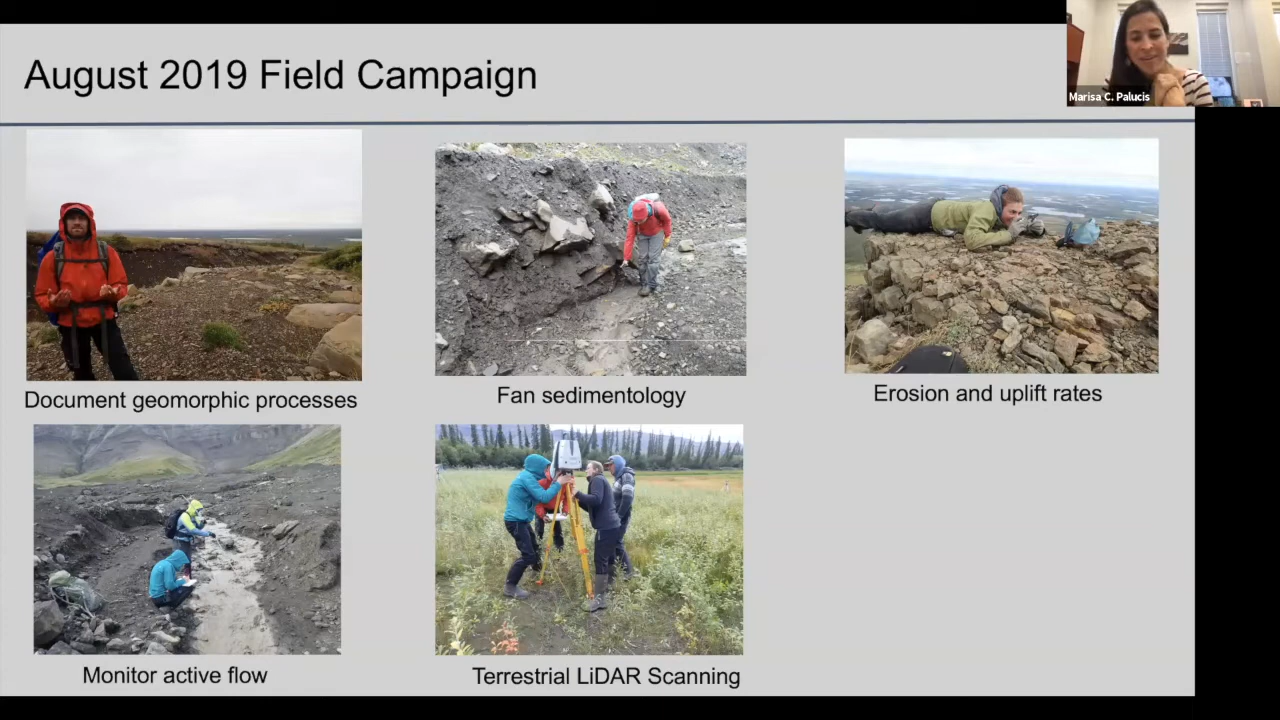 August 2019 Field Campaign
Marisa C. Palucis
Document geomorphic processes
Fan sedimentology
Erosion and uplift rates
Monitor active flow
Terrestrial LiDAR Scanning